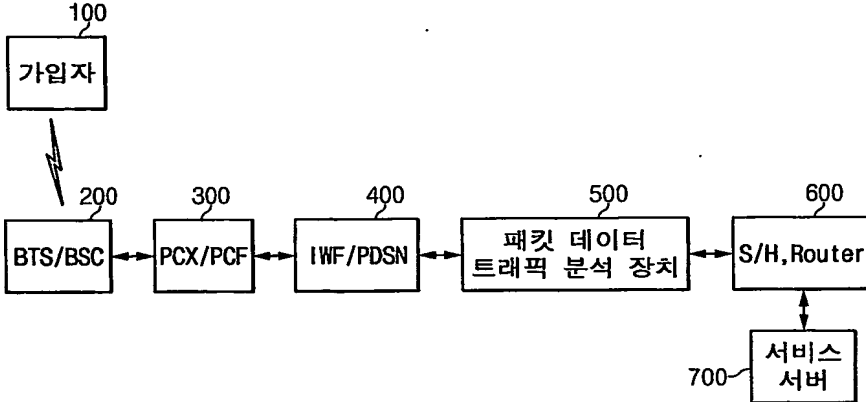 100
가입자
200
BTS/BSC
300
PCX/PCF
400
IWF/PDSN
500
패킷 데이터
트래픽 분석 장치
600
S/H,Router
700
서비스
서버